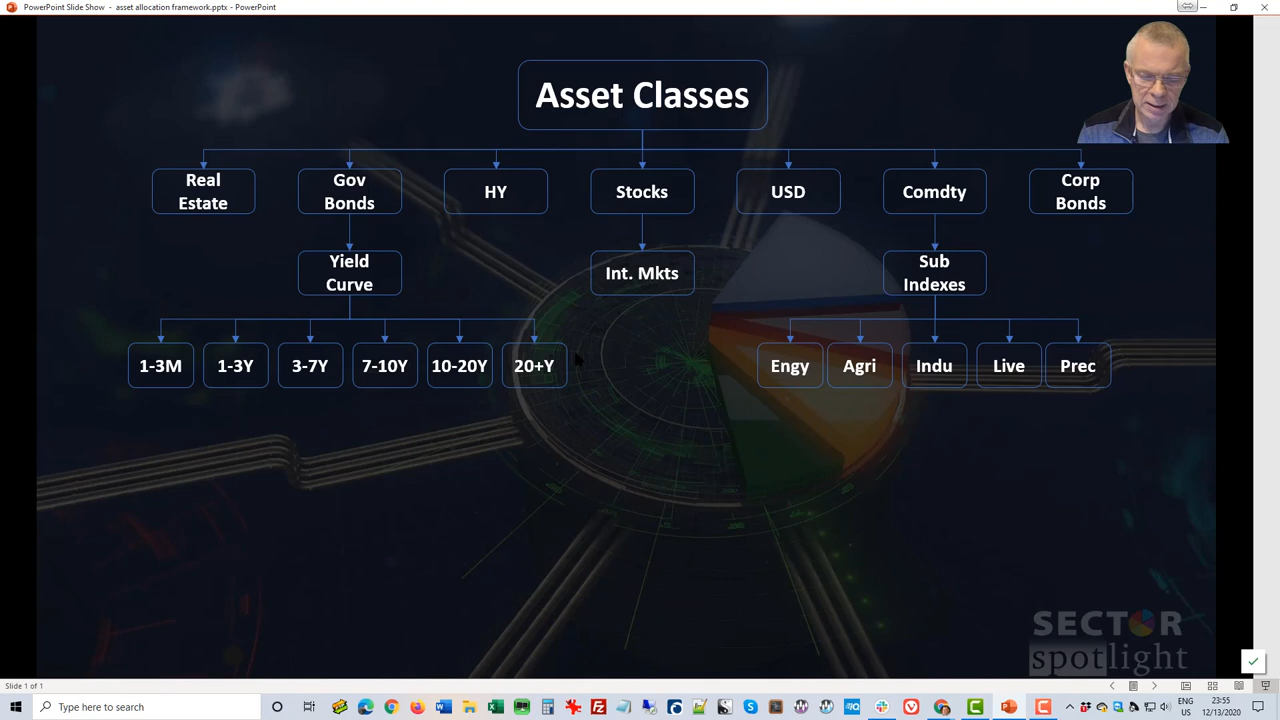 PowerPoint Slide Show - asset allocation framework.pptx - PowerPoint
Asset Classes
Real
Estate
Gov
Bonds
HY
Stocks
USD
Comdty
Corp
Bonds
Yield
Curve
Int. Mkts
Sub
Indexes
1-3M
1-3Y
3-7Y
7-10Y
10-20Y
20+Y
Engy
Agri
Indu
Live
Prec
SECTOR
spotlight
Slide 1 of 1
Type here to search
ENG
US
23:55
12/13/2020